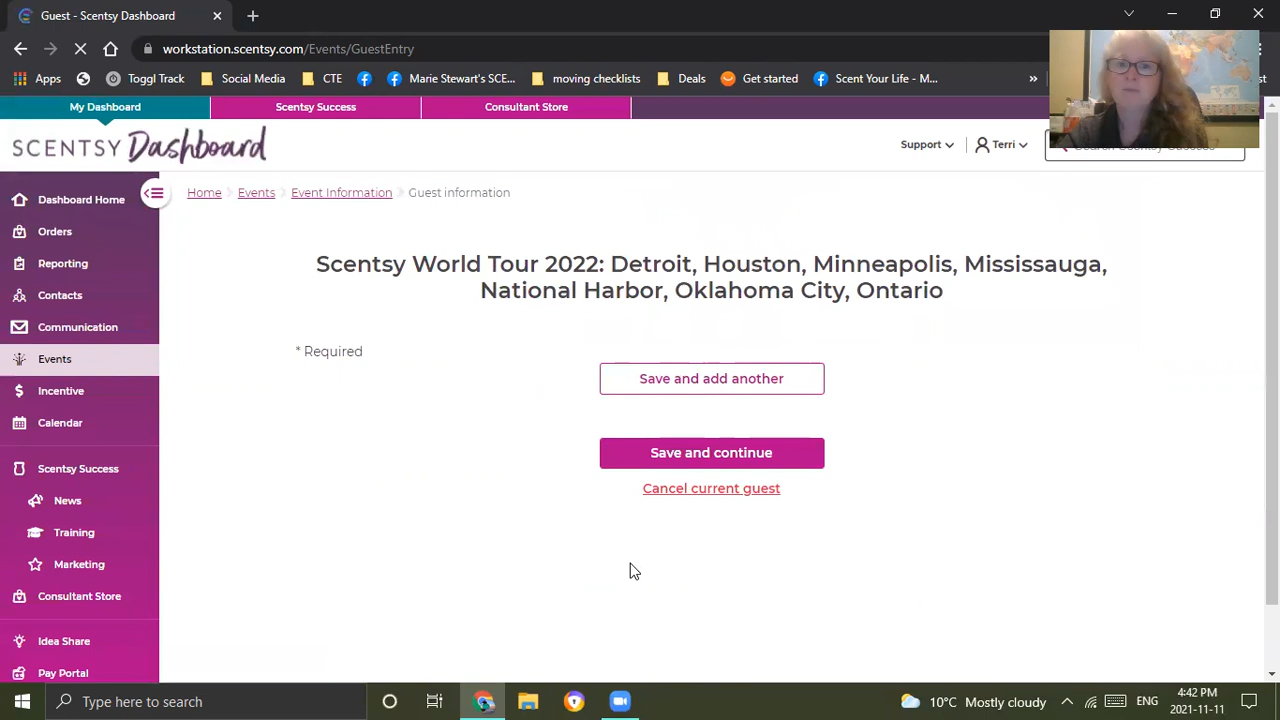 Guest - Workstation
workstation.scentsy.com/Events/GuestEntry
Apps
Toggl Track
Social Media
CTE
Marie Stewart's SCE...
moving checklists
Deals
Get started
Scent Your Life - M...
»
My Dashboard
Scentsy Success
Consultant Store
SCENTSY Dashboard
Support
Terri
Dashboard Home
Orders
Reporting
Contacts
Communication
Events
Incentive
Calendar
Scentsy Success
News
Training
Marketing
Consultant Store
Idea Share
Pay Portal
Home
Events
Event Information
Guest information
Scentsy World Tour 2022: Detroit, Houston, Minneapolis, Mississauga,
National Harbor, Oklahoma City, Ontario
* Required
Save and add another
Save and continue
Cancel current guest
Type here to search
10°C Mostly cloudy
ENG
4:42 PM
2021-11-11